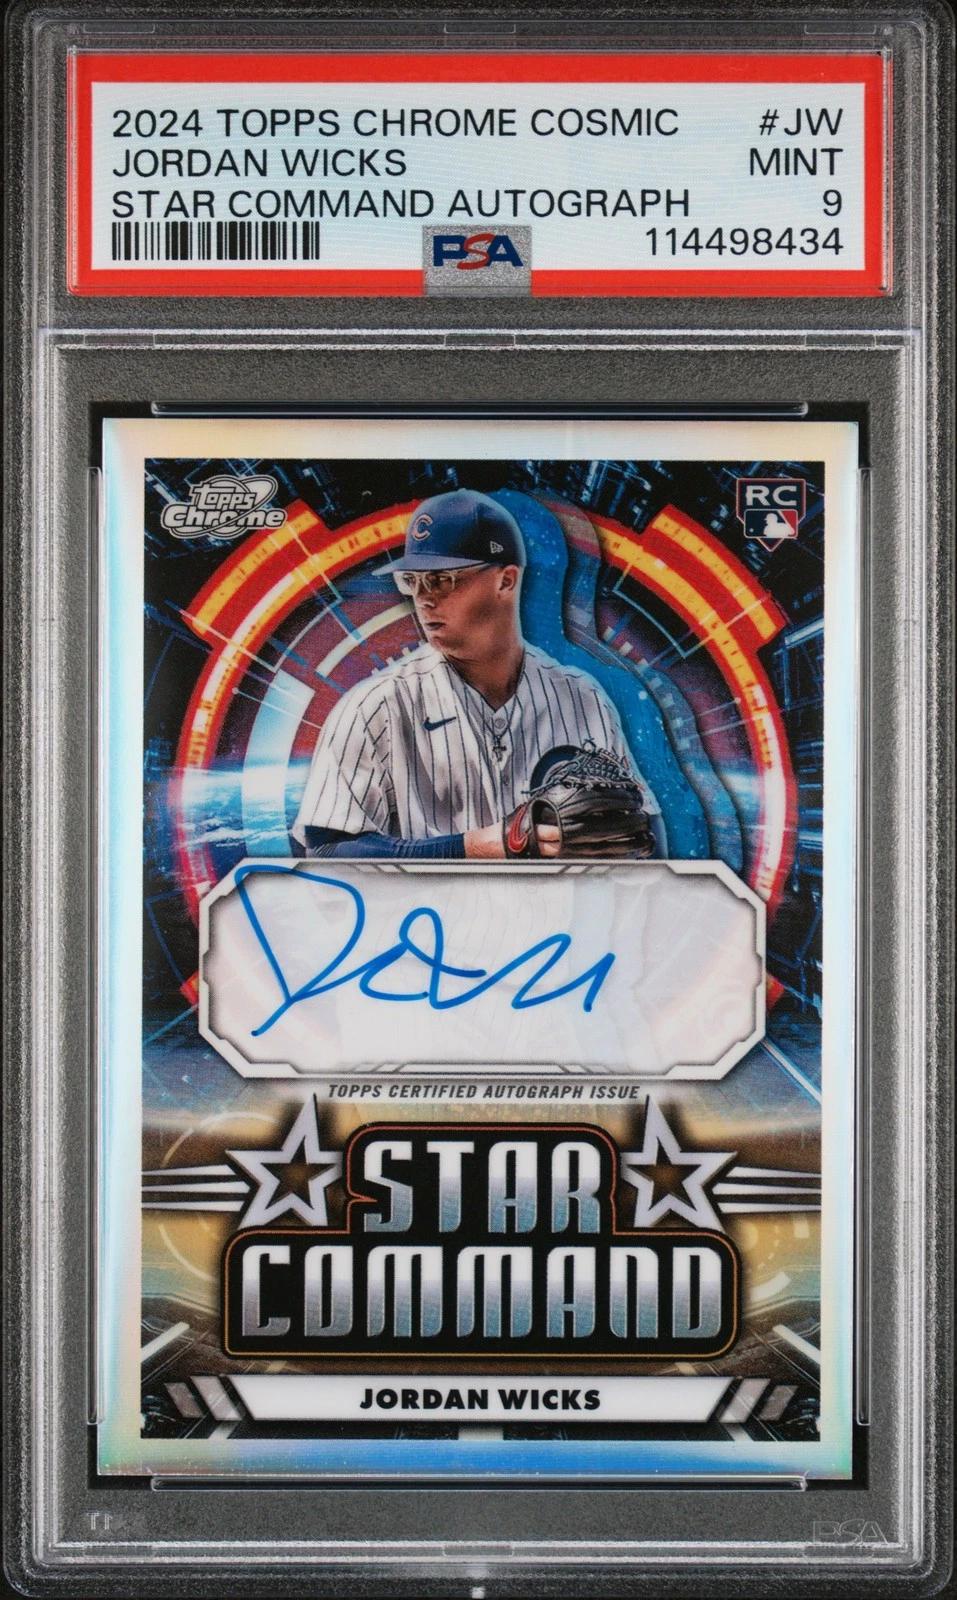 2024 TOPPS CHROME COSMIC #JW
JORDAN WICKS MINT
STAR COMMAND AUTOGRAPH 9
PSA 114498434
Topps
Chrome
RC
C
TOPPS CERTIFIED AUTOGRAPH ISSUE
STAR
COMMAND
JORDAN WICKS
PSA